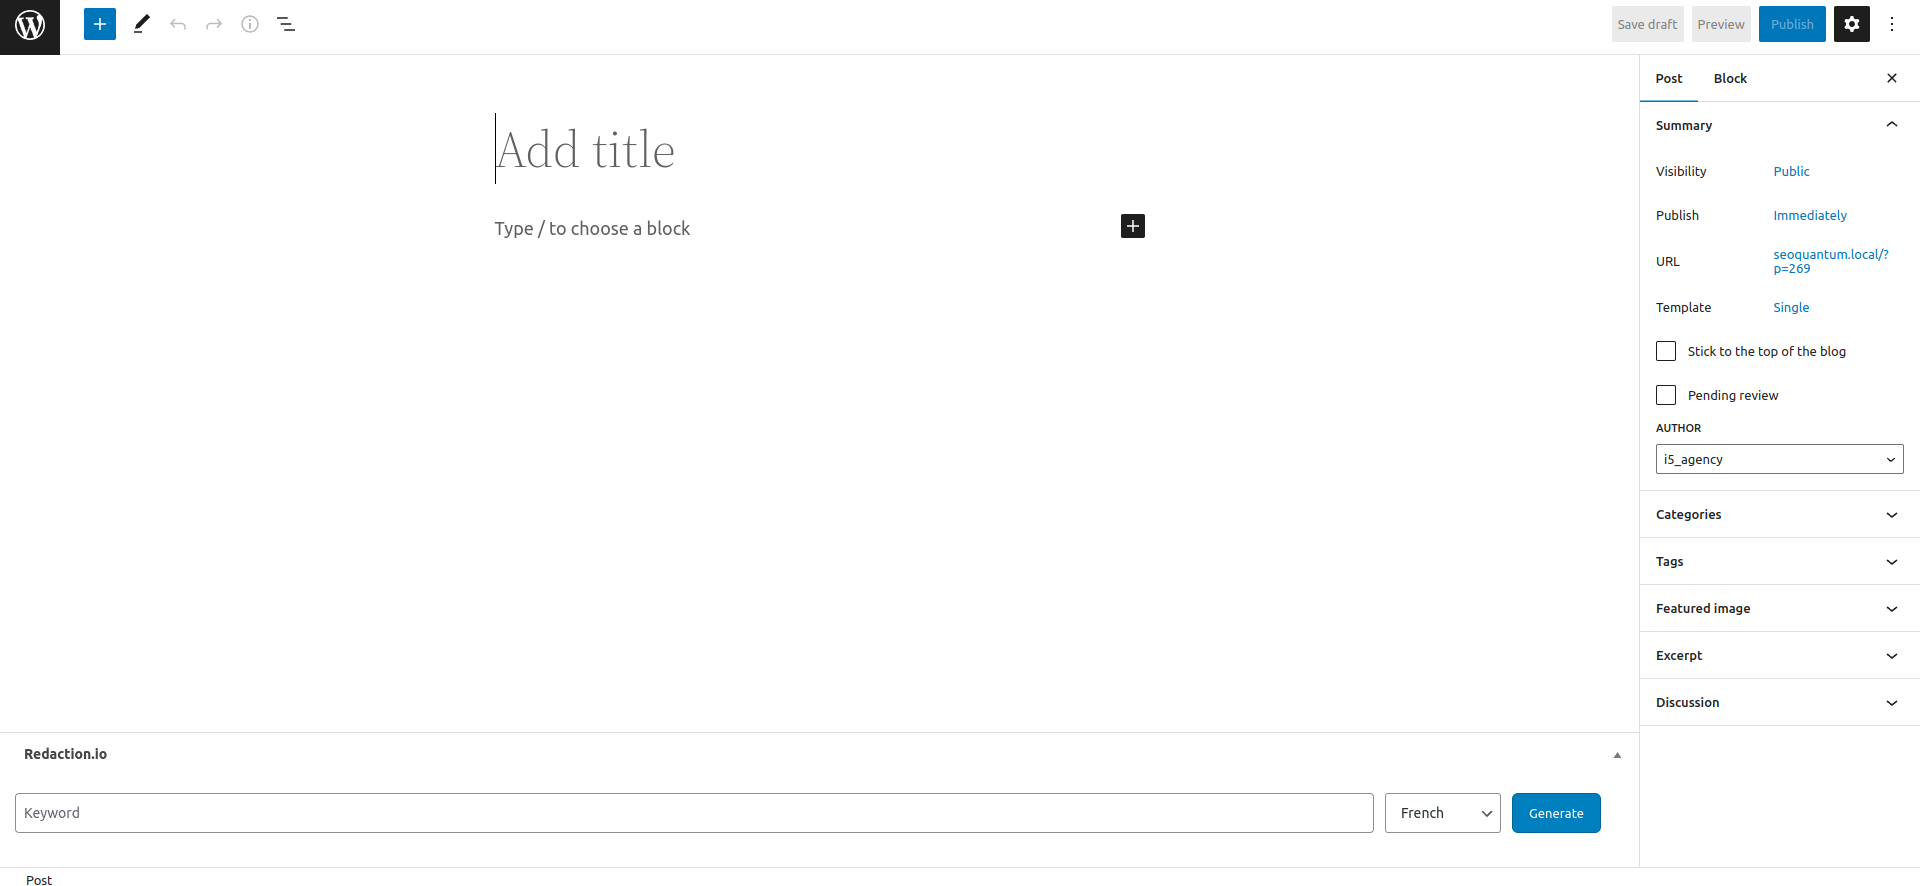 Save draft
Preview
Publish
Add title
Type / to choose a block
Post
Block
Summary
Visibility
Public
Publish
Immediately
URL
seoquantum.local/?
p=269
Template
Single
Stick to the top of the blog
Pending review
AUTHOR
i5_agency
Categories
Tags
Featured image
Excerpt
Discussion
Redaction.io
Keyword
French
Generate
Post